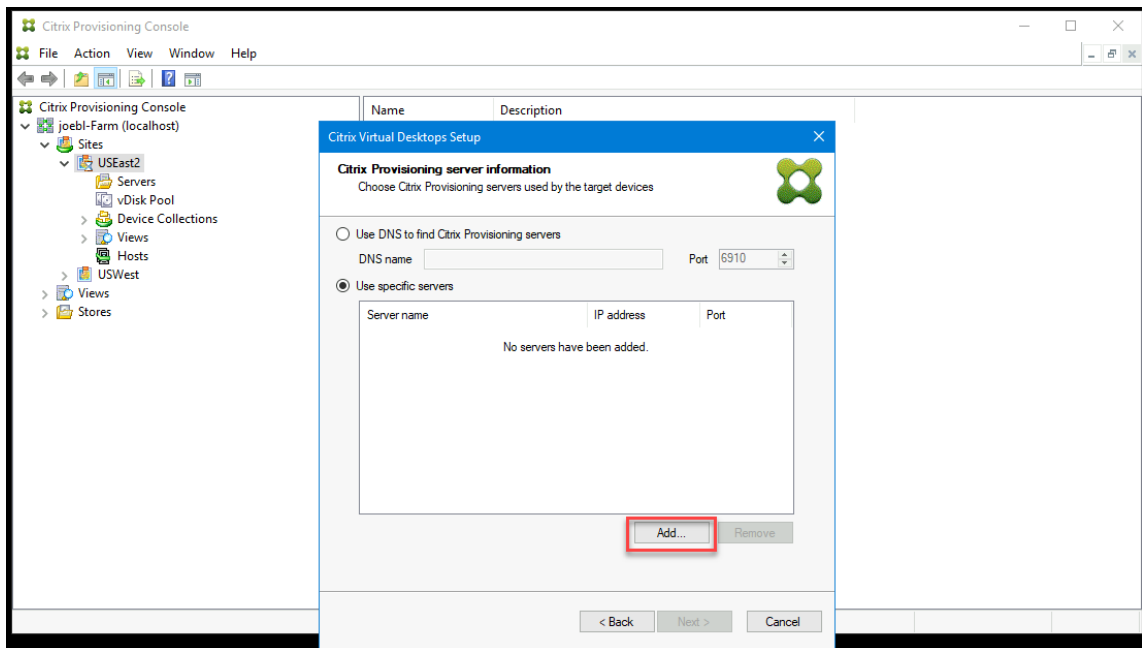 Citrix Provisioning Console
File Action View Window Help
Citrix Provisioning Console
joebl-Farm (localhost)
Sites
USEast2
Servers
vDisk Pool
Device Collections
Views
Hosts
USWest
Views
Stores
Name Description
Citrix Virtual Desktops Setup
Citrix Provisioning server information
Choose Citrix Provisioning servers used by the target devices
Use DNS to find Citrix Provisioning servers
DNS name Port 6910
Use specific servers
Server name IP address Port
No servers have been added.
Add... Remove
< Back Next > Cancel